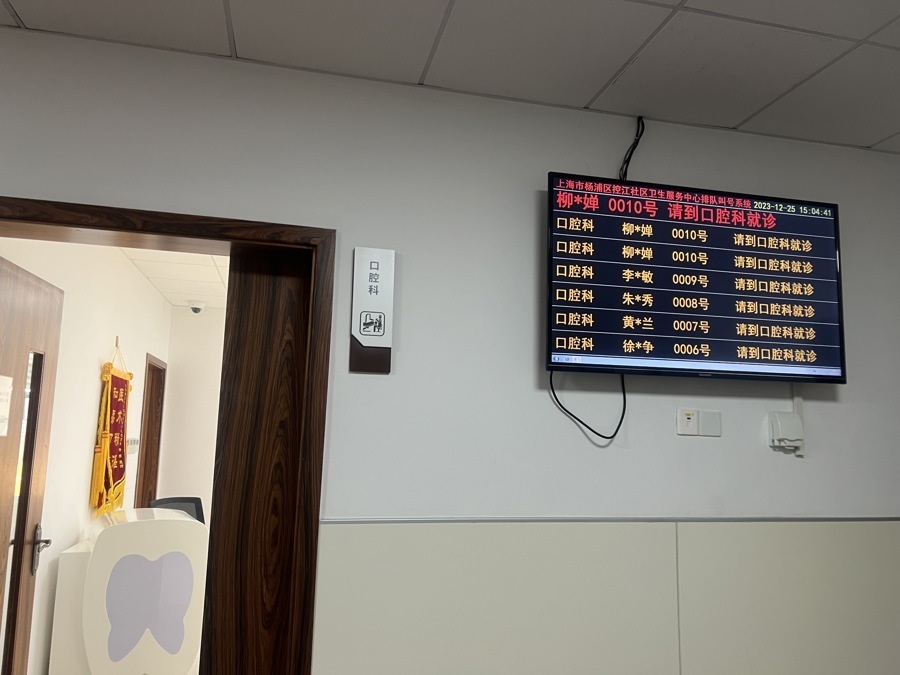 上海市杨浦区控江社区卫生服务中心排队叫号系统 2023-12-25 15:04:41
柳*婵 0010号 请到口腔科就诊
口腔科 柳*婵 0010号 请到口腔科就诊
口腔科 柳*婵 0010号 请到口腔科就诊
口腔科 李*敏 0009号 请到口腔科就诊
口腔科 朱*秀 0008号 请到口腔科就诊
口腔科 黄*兰 0007号 请到口腔科就诊
口腔科 徐*争 0006号 请到口腔科就诊
口腔科